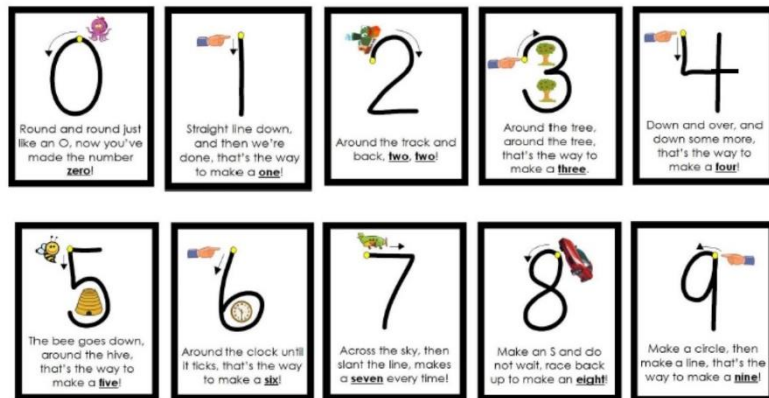 0
Round and round just
like an O, now you've
made the number
zero!
1
Straight line down,
and then we're
done, that's the way
to make a one!
2
Around the track and
back, two, two!
3
Around the tree,
around the tree,
that's the way to
make a three.
4
Down and over, and
down some more,
that's the way to
make a four!
5
The bee goes down,
around the hive,
that's the way to
make a five!
6
Around the clock until
it ticks, that's the way
to make a six!
7
Across the sky, then
slant the line, makes
a seven every time!
8
Make an S and do
not wait, race back
up to make an eight!
9
Make a circle, then
make a line, that's the
way to make a nine!